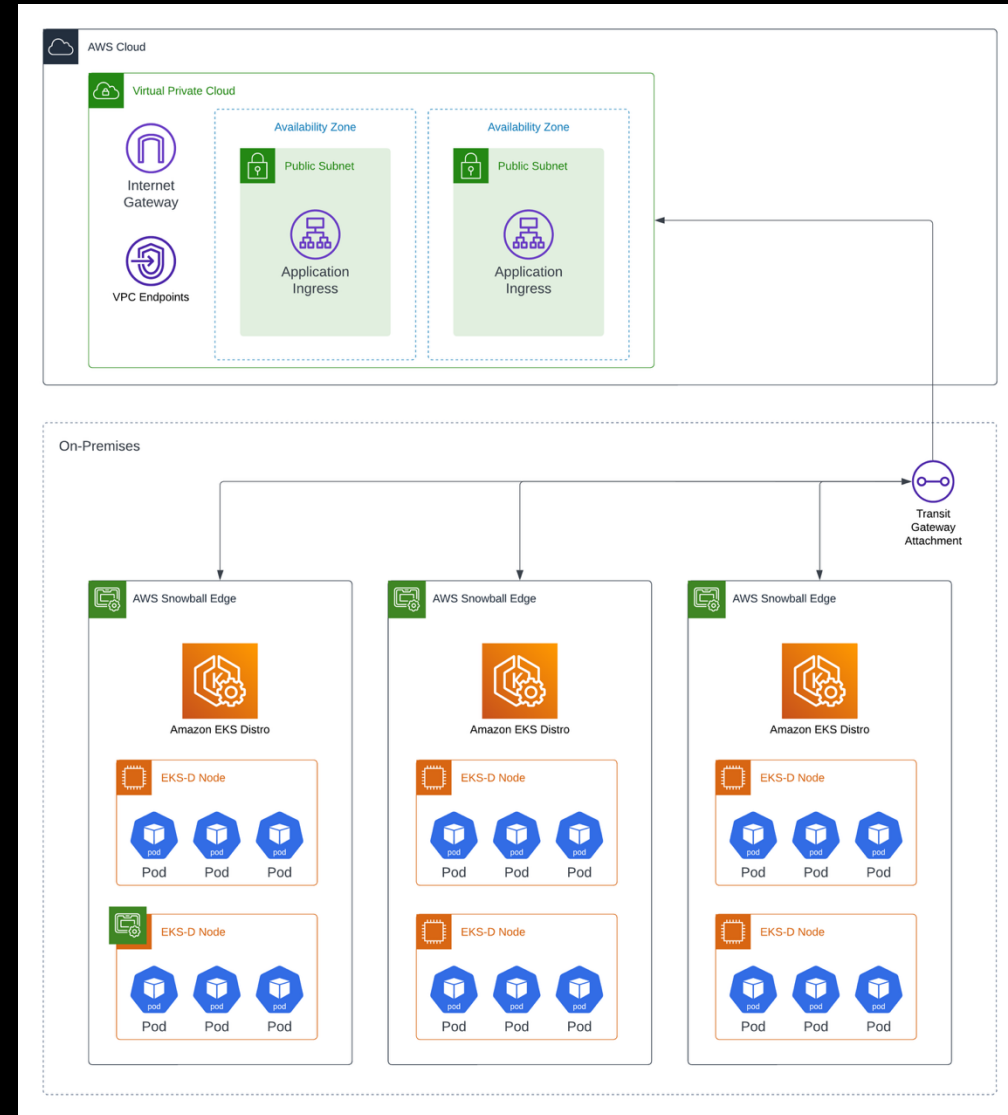 AWS Cloud
Virtual Private Cloud
Internet
Gateway
VPC Endpoints
Availability Zone
Public Subnet
Application
Ingress
Availability Zone
Public Subnet
Application
Ingress
On-Premises
Transit
Gateway
Attachment
AWS Snowball Edge
K
Amazon EKS Distro
EKS-D Node
pod pod pod
Pod Pod Pod
EKS-D Node
pod pod pod
Pod Pod Pod
AWS Snowball Edge
K
Amazon EKS Distro
EKS-D Node
pod pod pod
Pod Pod Pod
EKS-D Node
pod pod pod
Pod Pod Pod
AWS Snowball Edge
K
Amazon EKS Distro
EKS-D Node
pod pod pod
Pod Pod Pod
EKS-D Node
pod pod pod
Pod Pod Pod